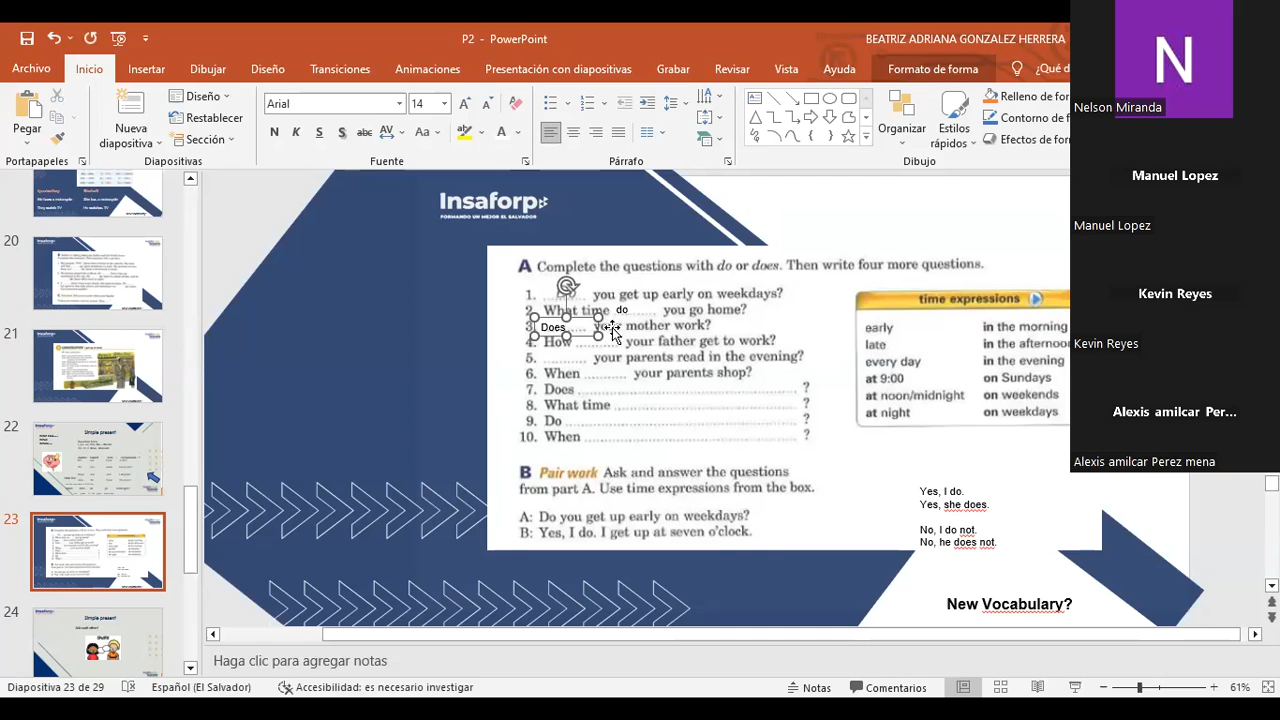 P2 - PowerPoint
BEATRIZ ADRIANA GONZALEZ HERRERA
Archivo Inicio Insertar Dibujar Diseño Transiciones Animaciones Presentación con diapositivas Grabar Revisar Vista Ayuda Formato de forma ¿Qué d
Pegar
Portapapeles
Nueva diapositiva
Diseño
Restablecer
Sección
Diapositivas
Arial 14
N K S S abc AV Aa A
Fuente
Párrafo
Organizar
Estilos rápidos
Relleno de for
Contorno de f
Efectos de for
Dibujo
N
Nelson Miranda
Manuel Lopez
Manuel Lopez
Kevin Reyes
Kevin Reyes
Alexis amilcar Per...
Alexis amilcar Perez mena
20
21
22
Simple present
23
24
Simple present
Insaforp
FORMANDO UN MEJOR EL SALVADOR
A Complete the questions with do or does. Then write four more questions.
1. ............ you get up early on weekdays?
2. What time do ............ you go home?
3. Does ...... your mother work?
4. How ............ your father get to work?
5. ............ your parents read in the evening?
6. When ............ your parents shop?
7. Does ............ ?
8. What time ............ ?
9. Do ............ ?
10. When ............ ?
time expressions
early in the morning
late in the afternoo
every day in the evening
at 9:00 on Sundays
at noon/midnight on weekends
at night on weekdays
B Pair work Ask and answer the questions
from part A. Use time expressions from the box.
A: Do you get up early on weekdays?
B: Yes, I do. I get up at seven o'clock.
Yes, I do.
Yes, she does.
No, I do not.
No, he does not.
New Vocabulary?
Haga clic para agregar notas
Diapositiva 23 de 29 Español (El Salvador) Accesibilidad: es necesario investigar Notas Comentarios 61%